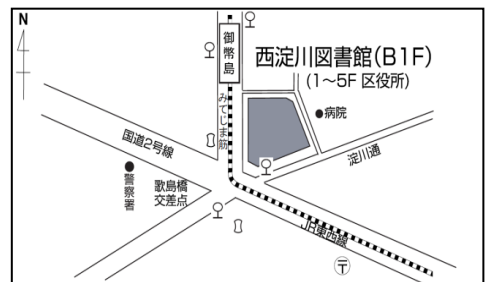 N
御幣島
西淀川図書館(B1F)
(1〜5F 区役所)
みてじま筋
●病院
国道2号線
淀川通
●警察署
歌島橋
交差点
JR東西線
〒